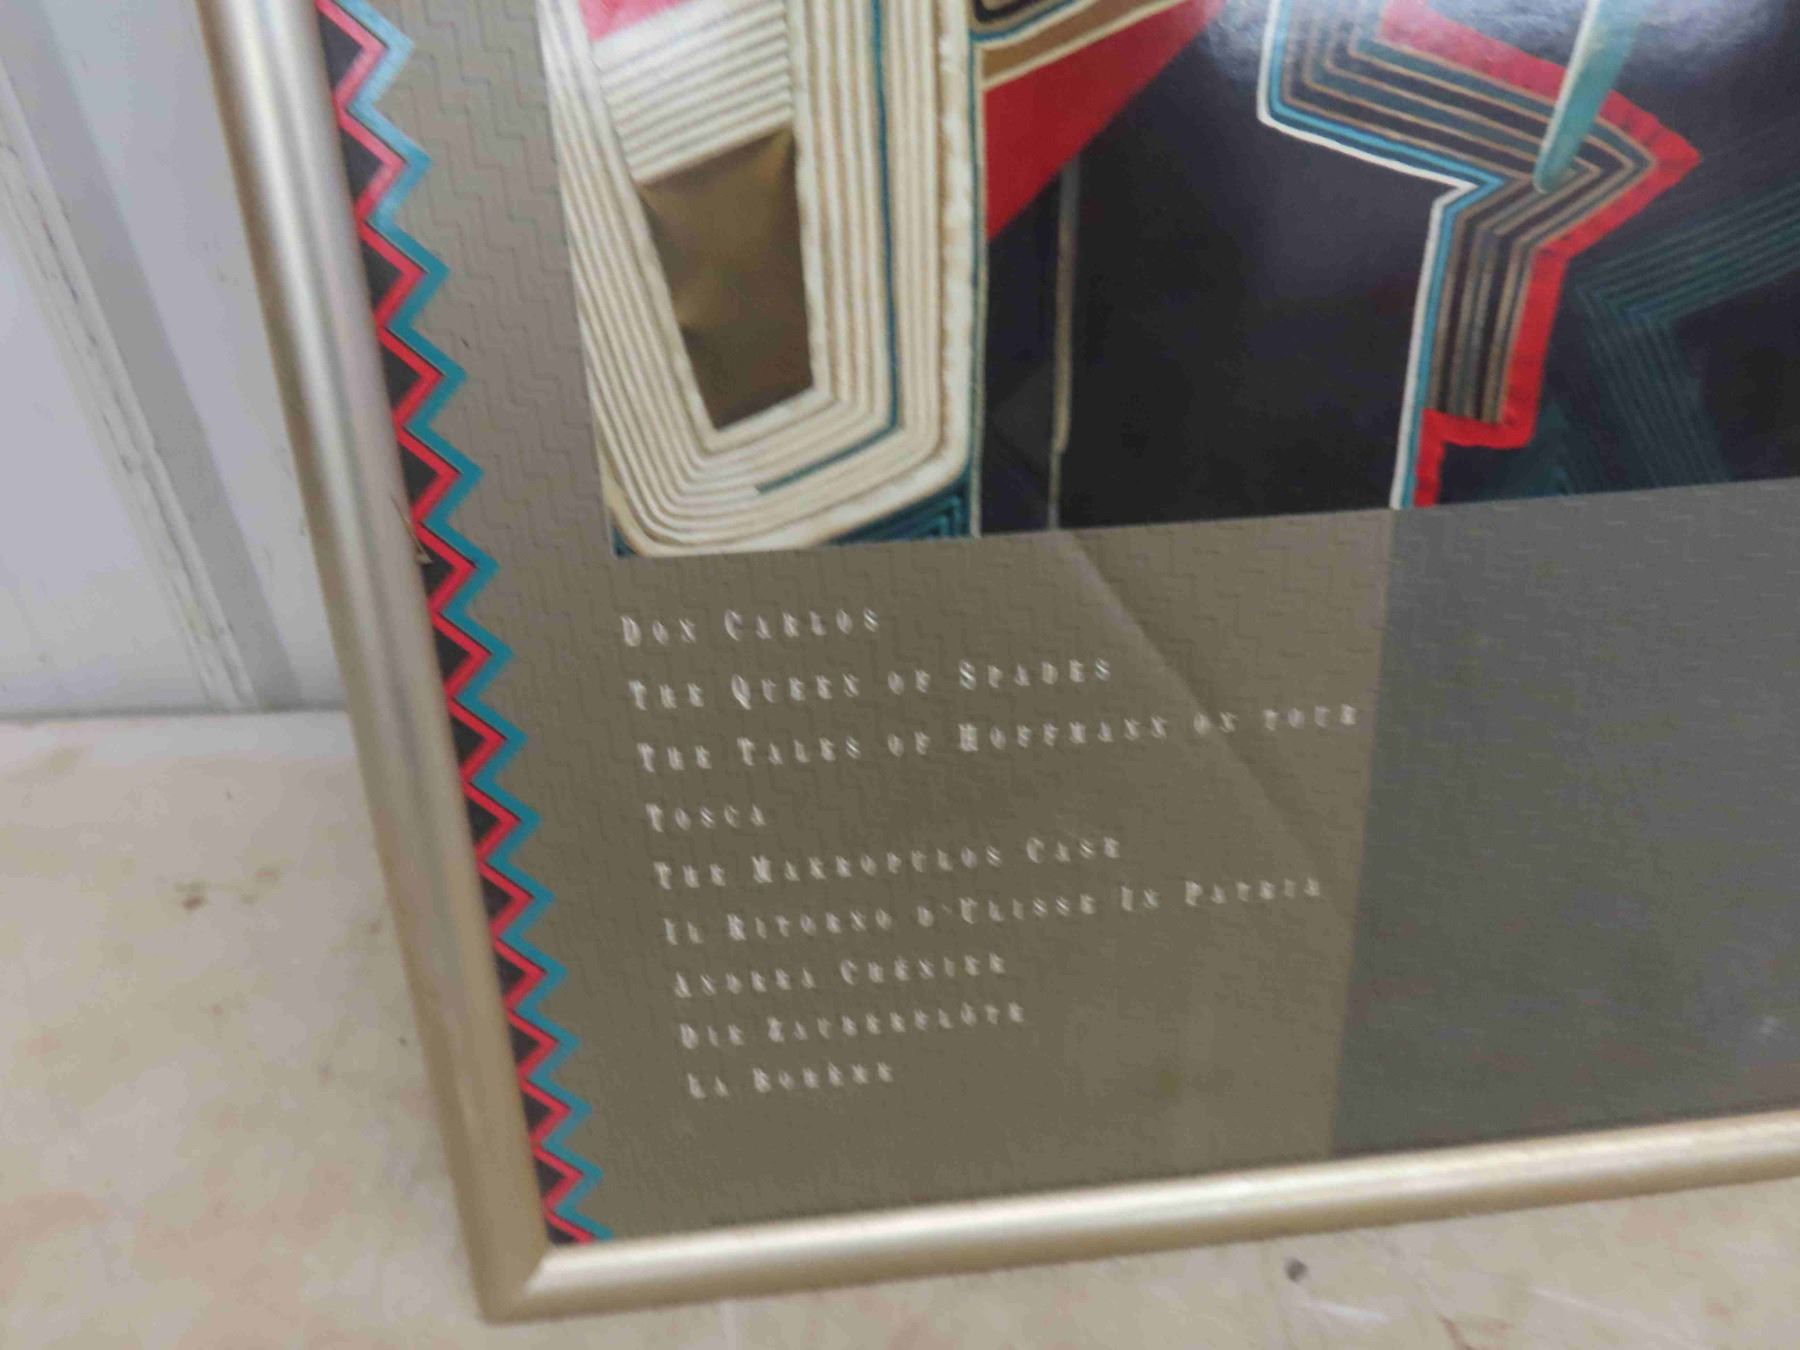 Don Carlos
The Queen of Spades
The Tales of Hoffmann on tour
Tosca
The Makropulos Case
Il Ritorno d'Ulisse In Patria
Andrea Chénier
Die Zauberflöte
La Bohème